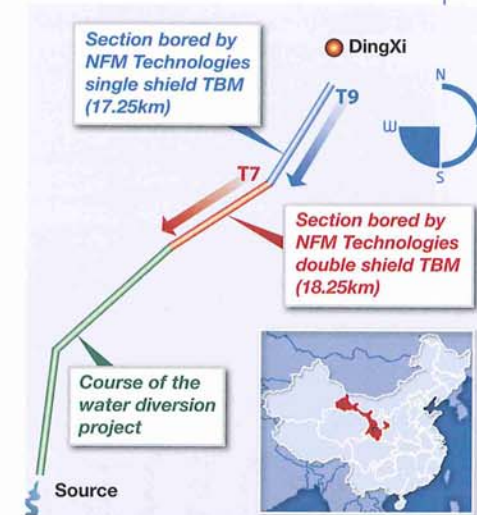 Section bored by
NFM Technologies
single shield TBM
(17.25km)
DingXi
T9
N
W
S
T7
Section bored by
NFM Technologies
double shield TBM
(18.25km)
Course of the
water diversion
project
Source